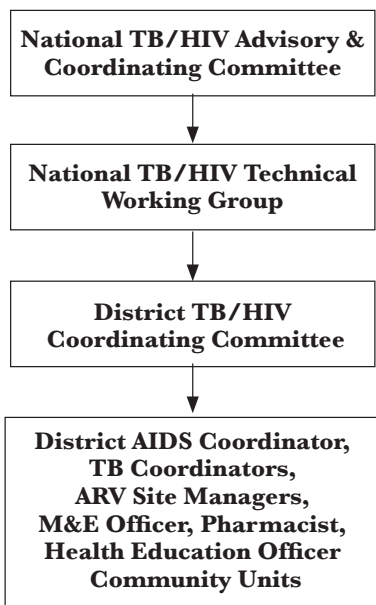 National TB/HIV Advisory &
Coordinating Committee
National TB/HIV Technical
Working Group
District TB/HIV
Coordinating Committee
District AIDS Coordinator,
TB Coordinators,
ARV Site Managers,
M&E Officer, Pharmacist,
Health Education Officer
Community Units